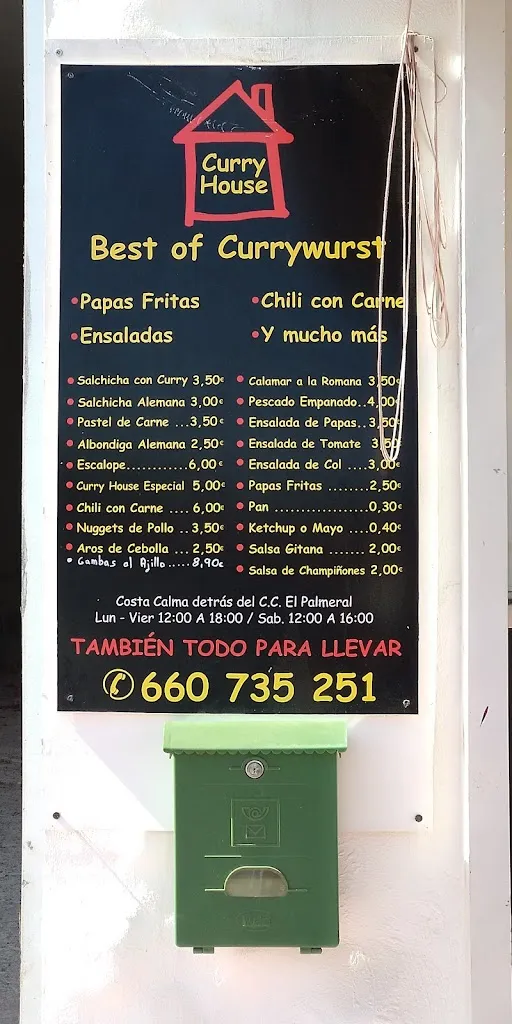 Curry
House
Best of Currywurst
•Papas Fritas
•Chili con Carne
•Ensaladas
•Y mucho más
• Salchicha con Curry 3,50€
• Salchicha Alemana 3,00€
• Pastel de Carne ... 3,50€
• Albondiga Alemana 2,50€
• Escalope............6,00€
• Curry House Especial 5,00€
• Chili con Carne .... 6,00€
• Nuggets de Pollo .. 3,50€
• Aros de Cebolla ... 2,50€
• Gambas al Ajillo.....8,90€
• Calamar a la Romana 3,50€
• Pescado Empanado..4,00€
• Ensalada de Papas..3,50€
• Ensalada de Tomate 3,50€
• Ensalada de Col ....3,00€
• Papas Fritas ........2,50€
• Pan ..................0,30€
• Ketchup o Mayo ....0,40€
• Salsa Gitana ....... 2,00€
• Salsa de Champiñones 2,00€
Costa Calma detrás del C.C. El Palmeral
Lun - Vier 12:00 A 18:00 / Sab. 12:00 A 16:00
TAMBIÉN TODO PARA LLEVAR
✆ 660 735 251